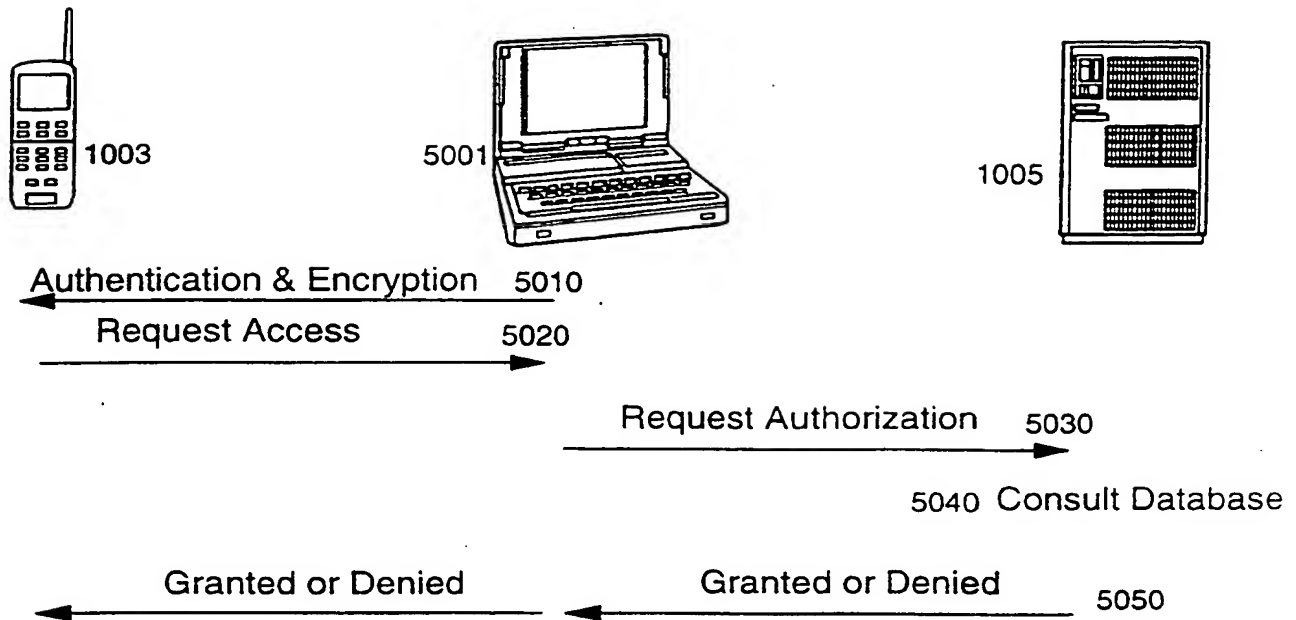 1003
5001
1005
Authentication & Encryption 5010
Request Access 5020
Request Authorization 5030
5040 Consult Database
Granted or Denied Granted or Denied 5050